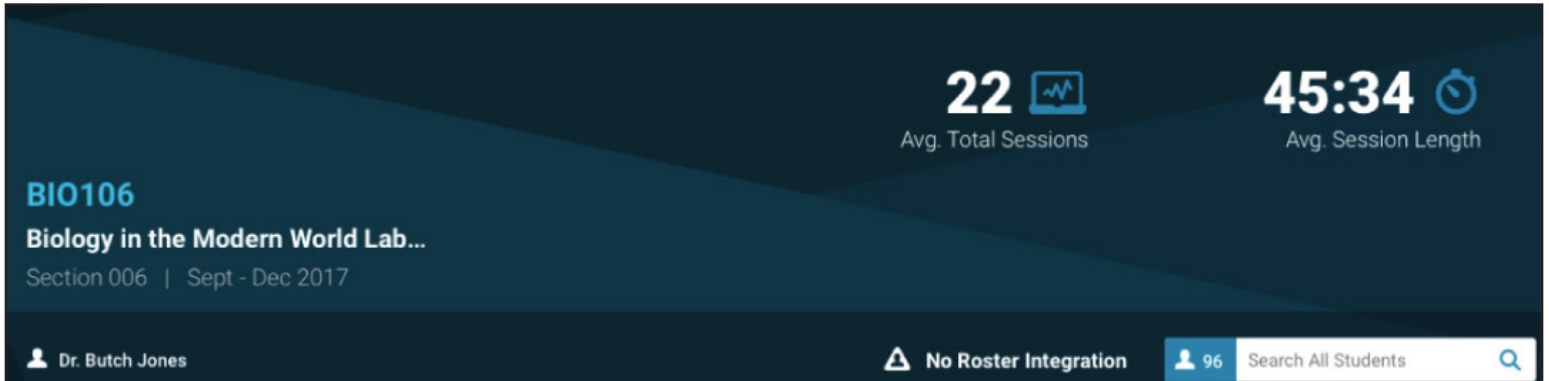 22
Avg. Total Sessions
45:34
Avg. Session Length
BIO106
Biology in the Modern World Lab...
Section 006 | Sept - Dec 2017
Dr. Butch Jones
No Roster Integration
96
Search All Students